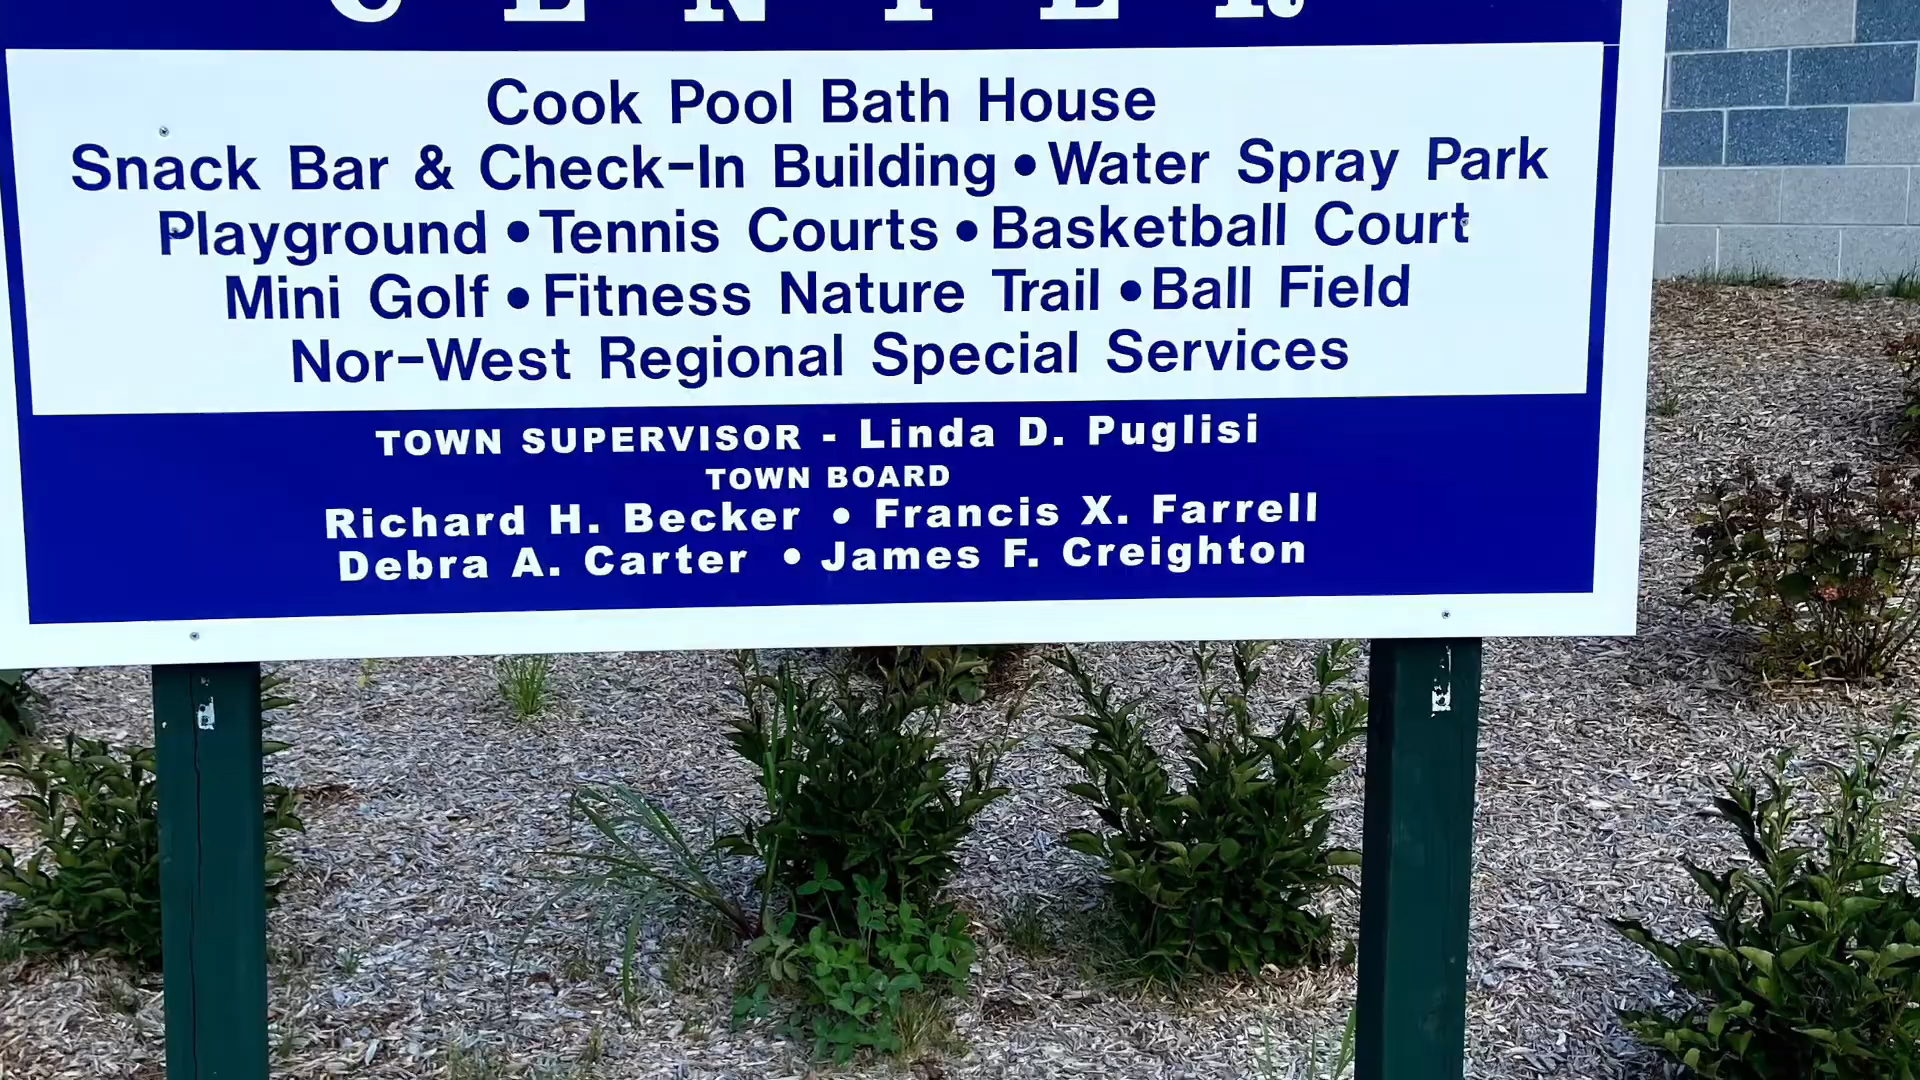 CENTER
Cook Pool Bath House
Snack Bar & Check-In Building • Water Spray Park
Playground • Tennis Courts • Basketball Court
Mini Golf • Fitness Nature Trail • Ball Field
Nor-West Regional Special Services
TOWN SUPERVISOR - Linda D. Puglisi
TOWN BOARD
Richard H. Becker • Francis X. Farrell
Debra A. Carter • James F. Creighton